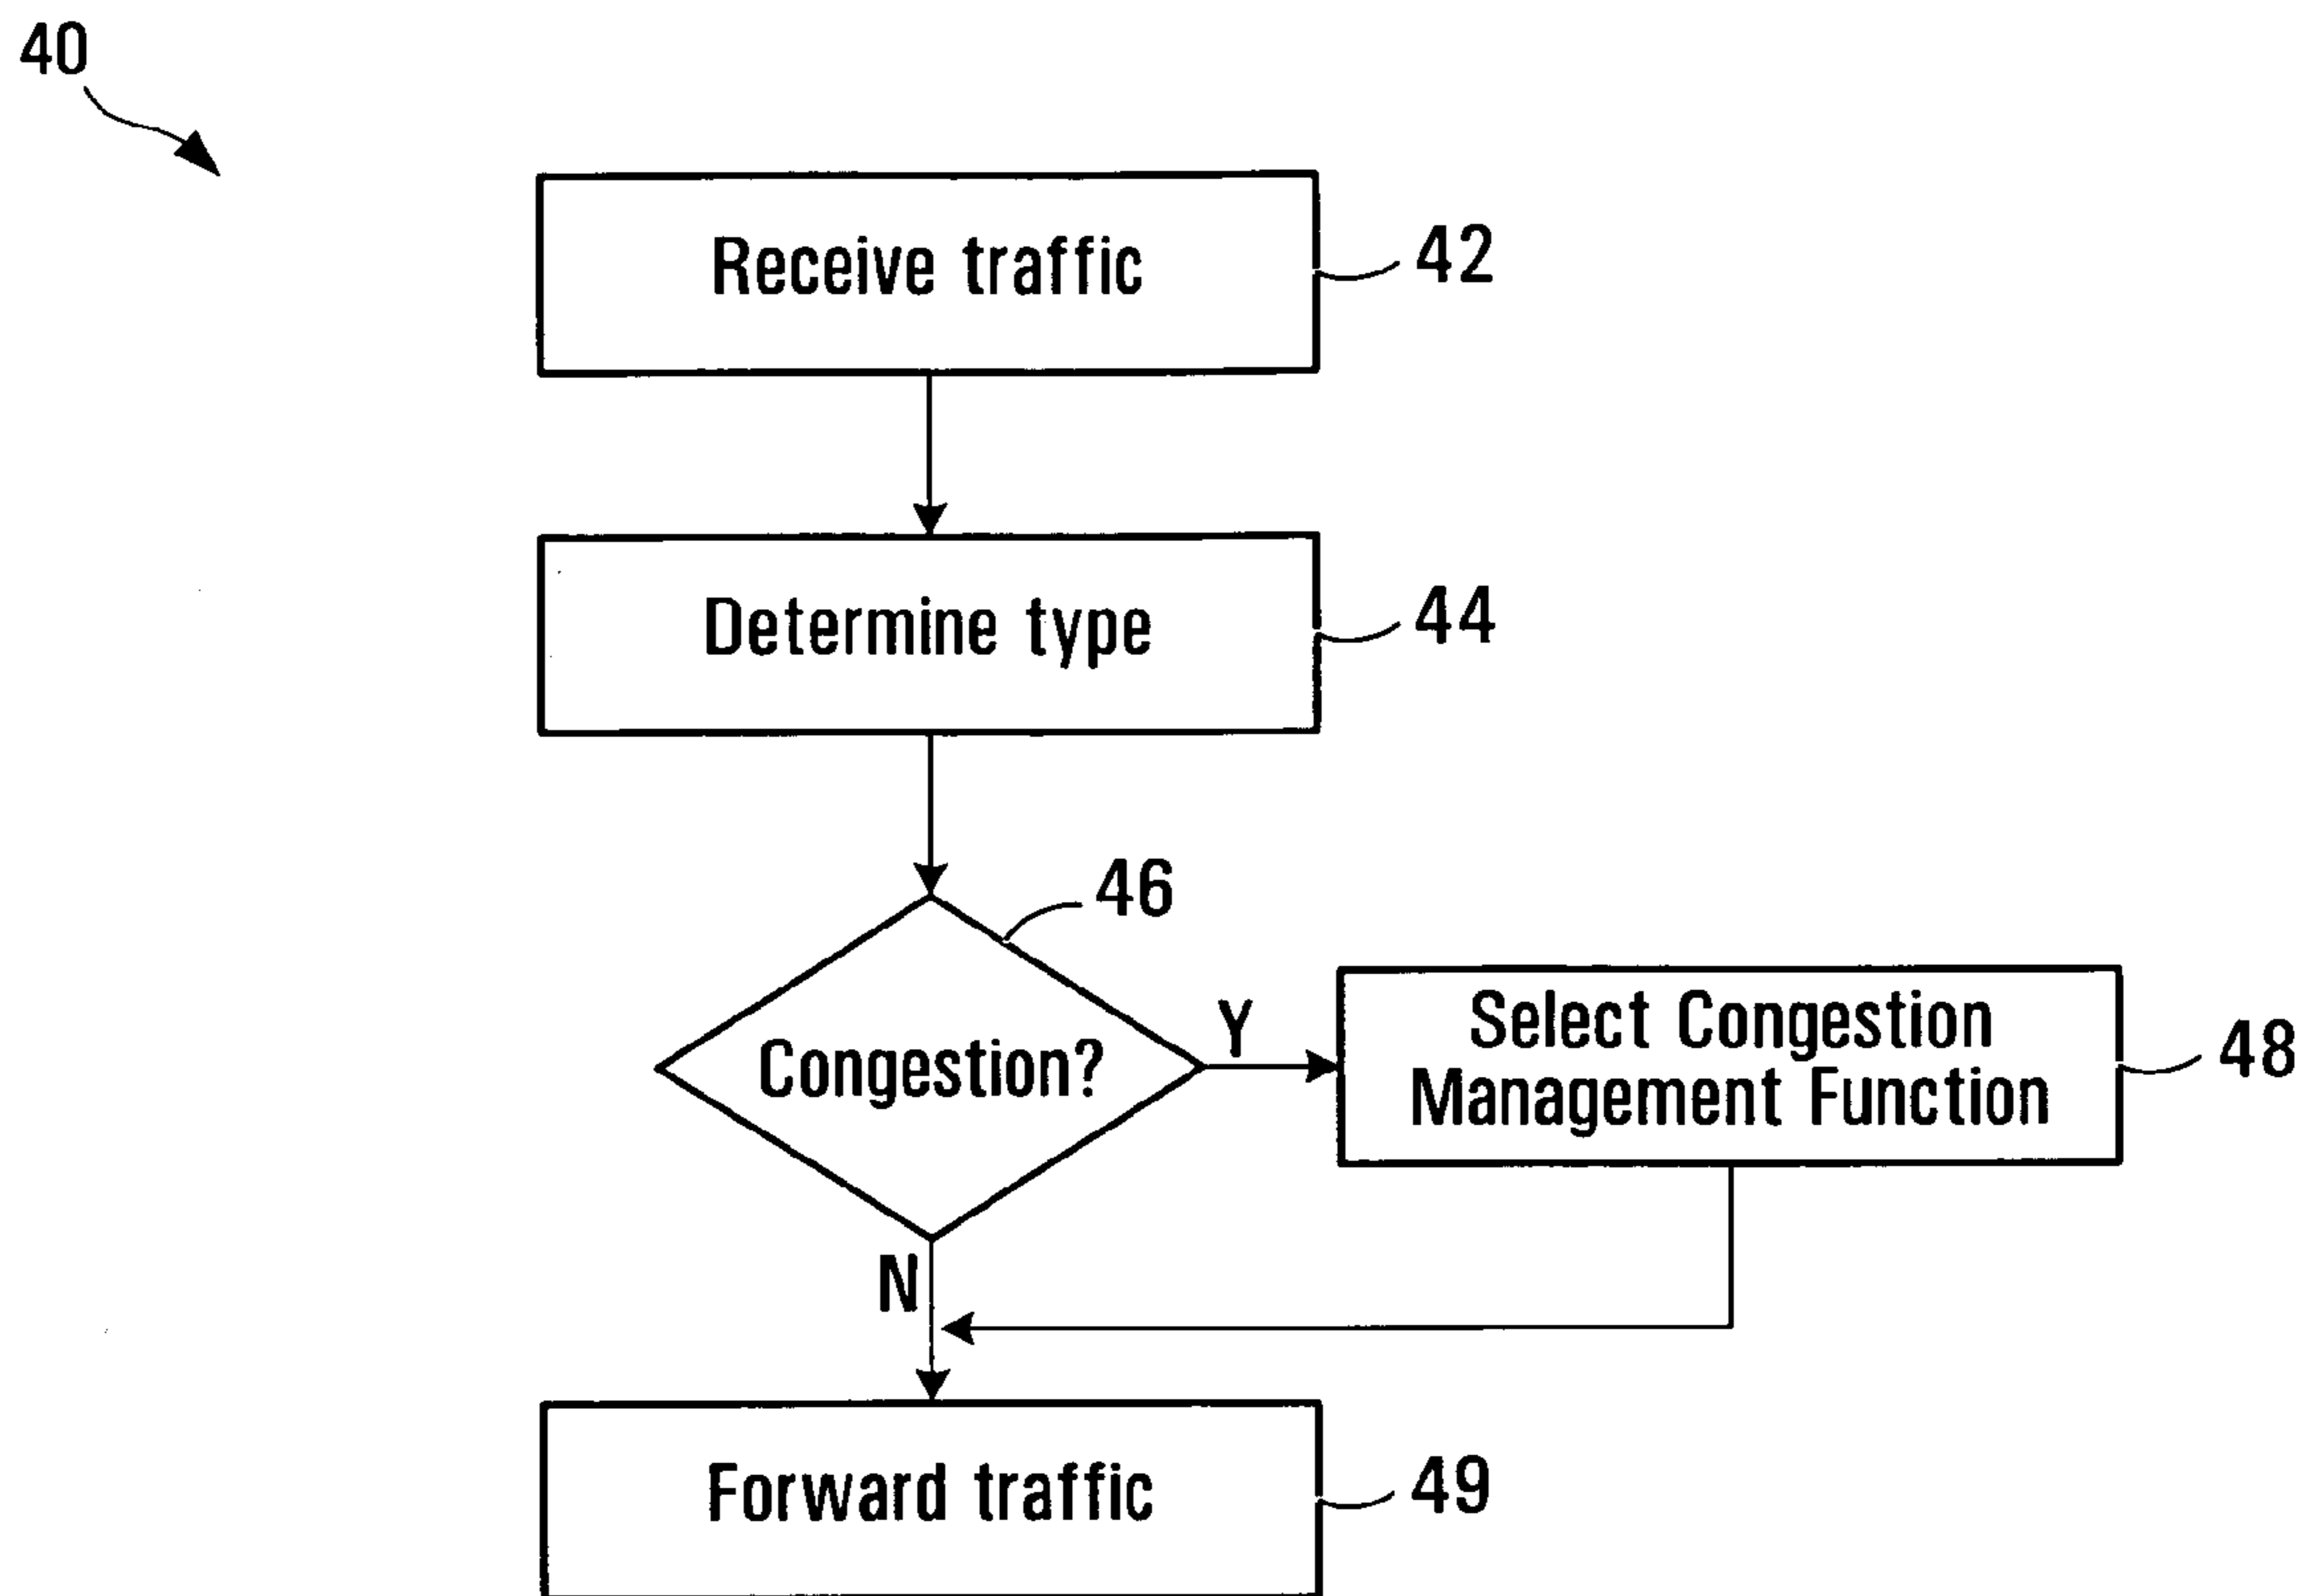 40
Receive traffic
42
Determine type
44
46
Congestion?
Y
Select Congestion
Management Function
48
N
Forward traffic
49